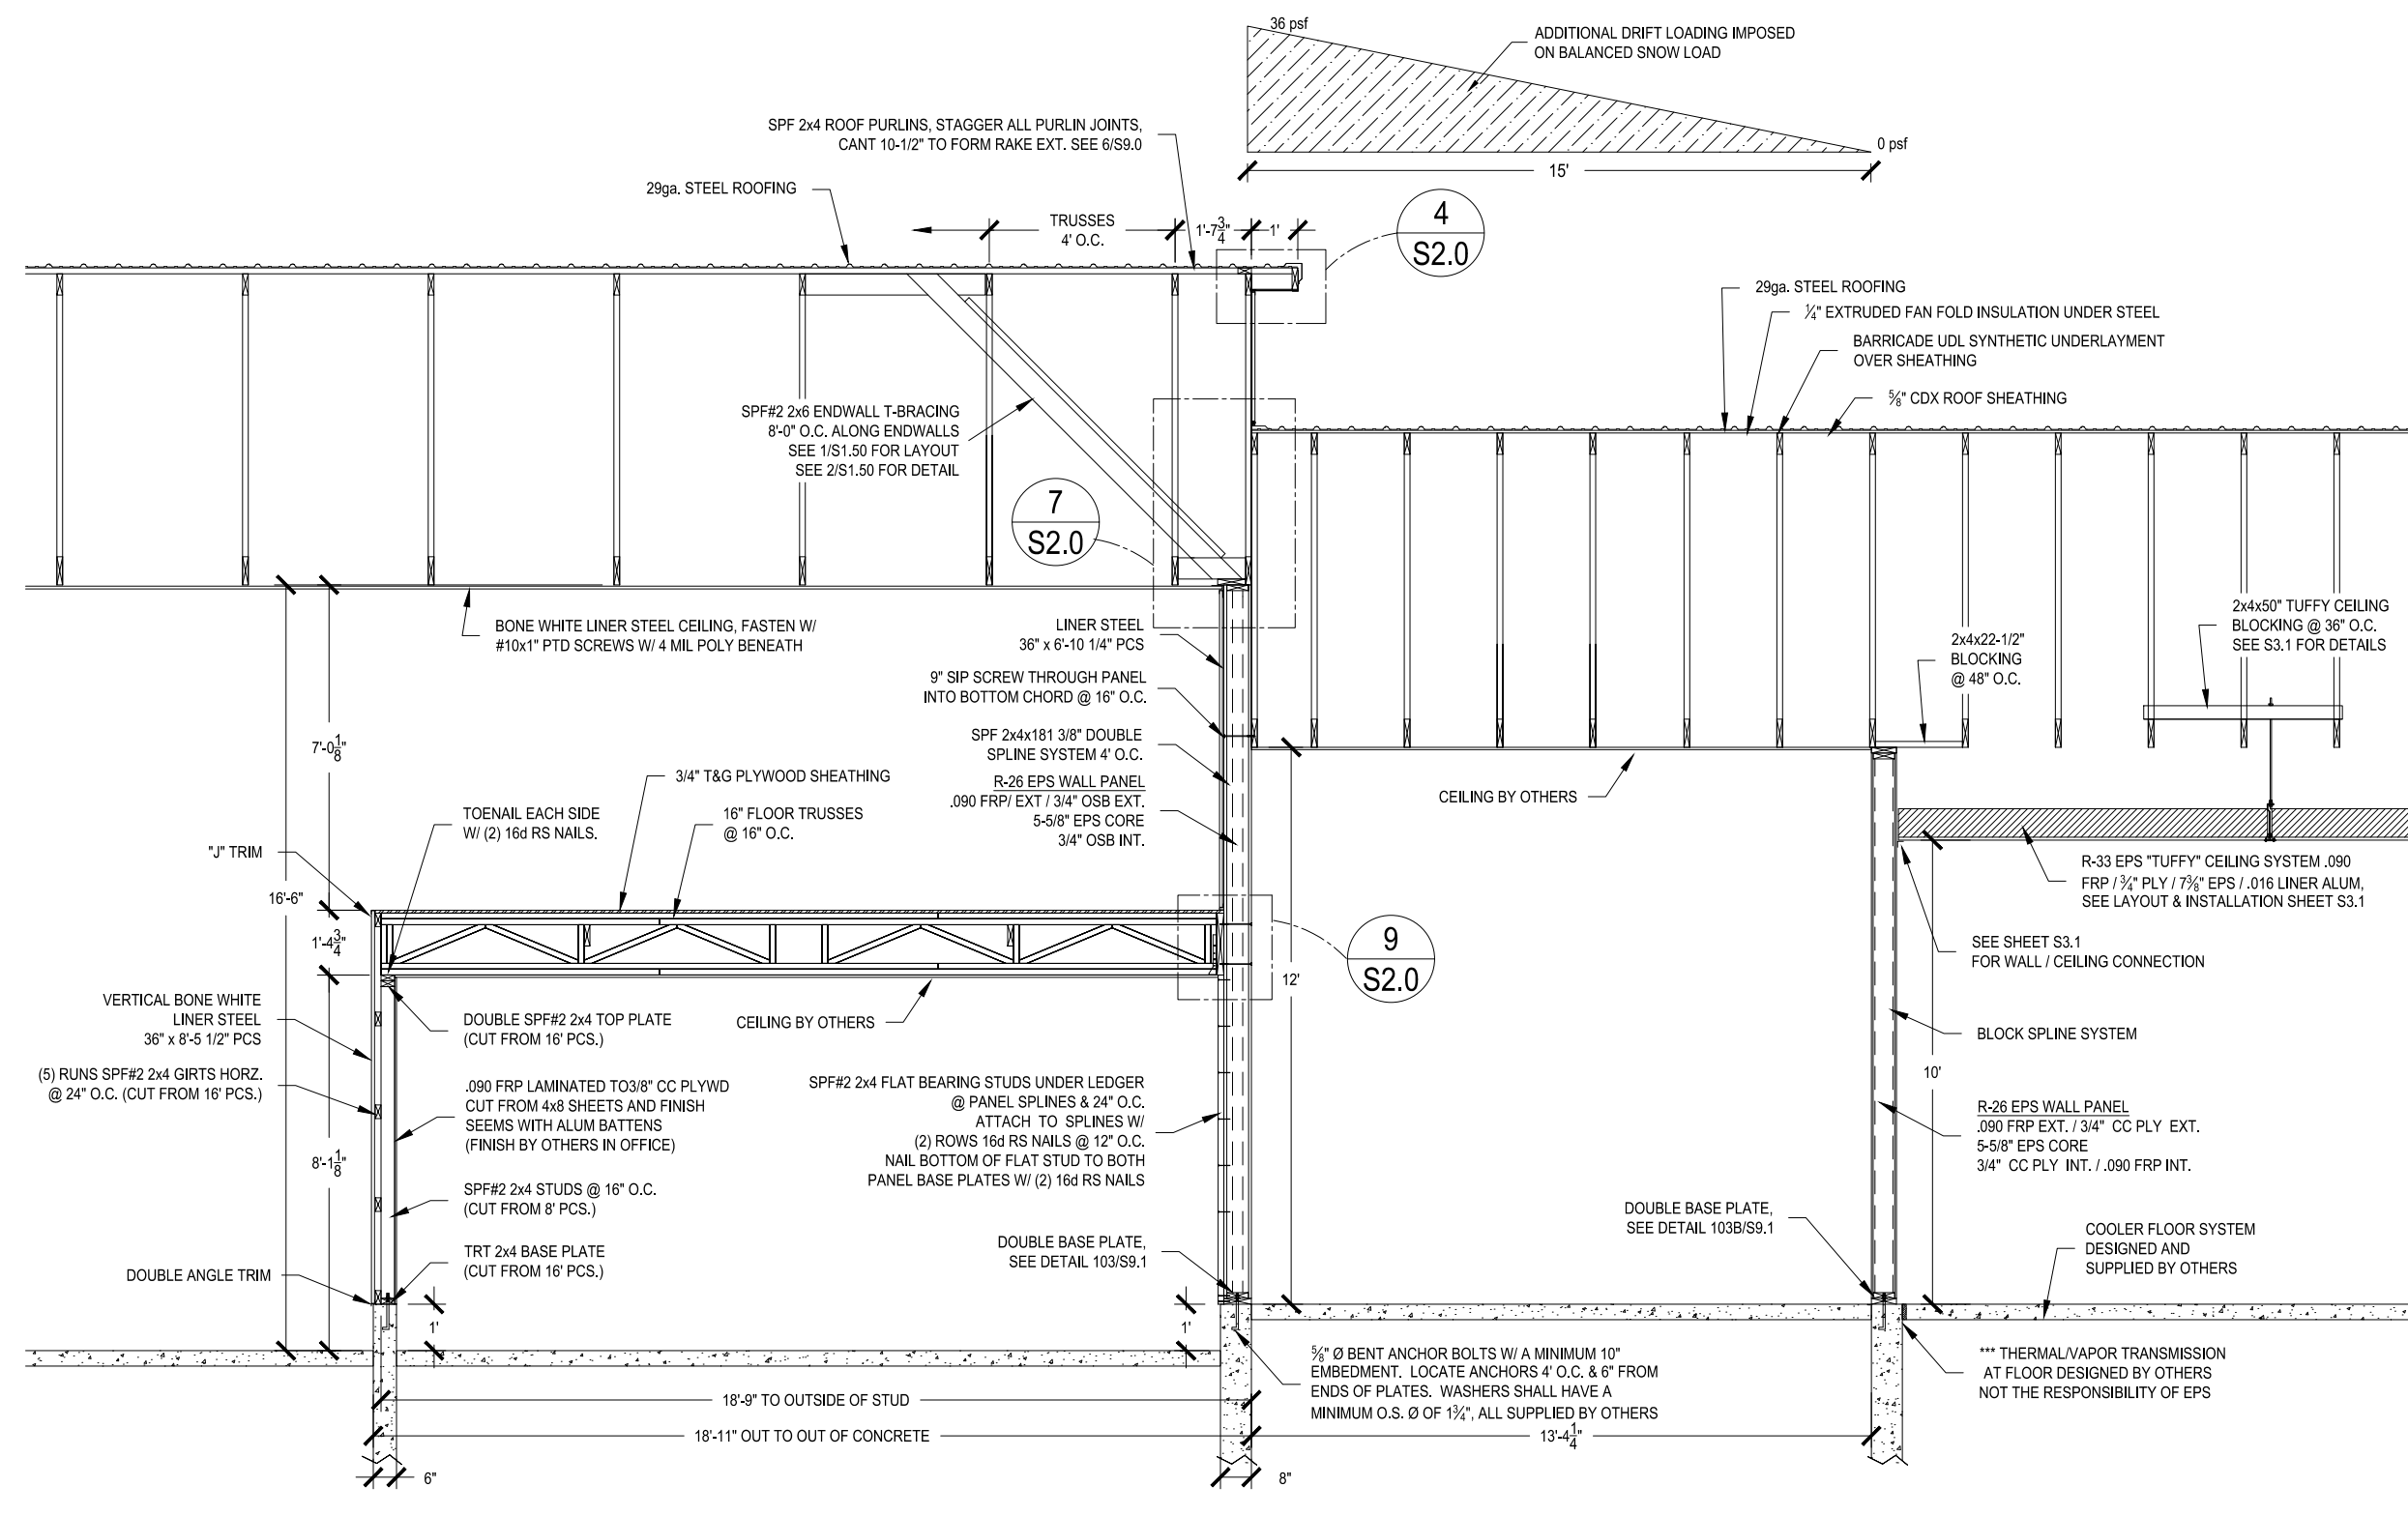 36 psf
ADDITIONAL DRIFT LOADING IMPOSED
ON BALANCED SNOW LOAD
0 psf
15'
SPF 2x4 ROOF PURLINS, STAGGER ALL PURLIN JOINTS,
CANT 10-1/2" TO FORM RAKE EXT. SEE 6/S9.0
29ga. STEEL ROOFING
TRUSSES
4' O.C.
1'-7 3/4"
1'
4
S2.0
29ga. STEEL ROOFING
1/4" EXTRUDED FAN FOLD INSULATION UNDER STEEL
BARRICADE UDL SYNTHETIC UNDERLAYMENT
OVER SHEATHING
5/8" CDX ROOF SHEATHING
SPF#2 2x6 ENDWALL T-BRACING
8'-0" O.C. ALONG ENDWALLS
SEE 1/S1.50 FOR LAYOUT
SEE 2/S1.50 FOR DETAIL
7
S2.0
BONE WHITE LINER STEEL CEILING, FASTEN W/
#10x1" PTD SCREWS W/ 4 MIL POLY BENEATH
LINER STEEL
36" x 6'-10 1/4" PCS
9" SIP SCREW THROUGH PANEL
INTO BOTTOM CHORD @ 16" O.C.
SPF 2x4x181 3/8" DOUBLE
SPLINE SYSTEM 4' O.C.
R-26 EPS WALL PANEL
.090 FRP/ EXT / 3/4" OSB EXT.
5-5/8" EPS CORE
3/4" OSB INT.
2x4x22-1/2"
BLOCKING
@ 48" O.C.
2x4x50" TUFFY CEILING
BLOCKING @ 36" O.C.
SEE S3.1 FOR DETAILS
7'-0 1/8"
3/4" T&G PLYWOOD SHEATHING
TOENAIL EACH SIDE
W/ (2) 16d RS NAILS.
16" FLOOR TRUSSES
@ 16" O.C.
CEILING BY OTHERS
"J" TRIM
16'-6"
1'-4 3/4"
R-33 EPS "TUFFY" CEILING SYSTEM .090
FRP / 3/4" PLY / 7 3/8" EPS / .016 LINER ALUM,
SEE LAYOUT & INSTALLATION SHEET S3.1
9
S2.0
SEE SHEET S3.1
FOR WALL / CEILING CONNECTION
12'
VERTICAL BONE WHITE
LINER STEEL
36" x 8'-5 1/2" PCS
DOUBLE SPF#2 2x4 TOP PLATE
(CUT FROM 16' PCS.)
CEILING BY OTHERS
BLOCK SPLINE SYSTEM
(5) RUNS SPF#2 2x4 GIRTS HORZ.
@ 24" O.C. (CUT FROM 16' PCS.)
.090 FRP LAMINATED TO3/8" CC PLYWD
CUT FROM 4x8 SHEETS AND FINISH
SEEMS WITH ALUM BATTENS
(FINISH BY OTHERS IN OFFICE)
SPF#2 2x4 FLAT BEARING STUDS UNDER LEDGER
@ PANEL SPLINES & 24" O.C.
ATTACH TO SPLINES W/
(2) ROWS 16d RS NAILS @ 12" O.C.
NAIL BOTTOM OF FLAT STUD TO BOTH
PANEL BASE PLATES W/ (2) 16d RS NAILS
10'
R-26 EPS WALL PANEL
.090 FRP EXT. / 3/4" CC PLY EXT.
5-5/8" EPS CORE
3/4" CC PLY INT. / .090 FRP INT.
8'-1 1/8"
SPF#2 2x4 STUDS @ 16" O.C.
(CUT FROM 8' PCS.)
DOUBLE BASE PLATE,
SEE DETAIL 103B/S9.1
COOLER FLOOR SYSTEM
DESIGNED AND
SUPPLIED BY OTHERS
TRT 2x4 BASE PLATE
(CUT FROM 16' PCS.)
DOUBLE BASE PLATE,
SEE DETAIL 103/S9.1
DOUBLE ANGLE TRIM
1'
1'
5/8" Ø BENT ANCHOR BOLTS W/ A MINIMUM 10"
EMBEDMENT. LOCATE ANCHORS 4' O.C. & 6" FROM
ENDS OF PLATES. WASHERS SHALL HAVE A
MINIMUM O.S. Ø OF 1 3/4", ALL SUPPLIED BY OTHERS
*** THERMAL/VAPOR TRANSMISSION
AT FLOOR DESIGNED BY OTHERS
NOT THE RESPONSIBILITY OF EPS
18'-9" TO OUTSIDE OF STUD
18'-11" OUT TO OUT OF CONCRETE
13'-4 1/4"
6"
8"